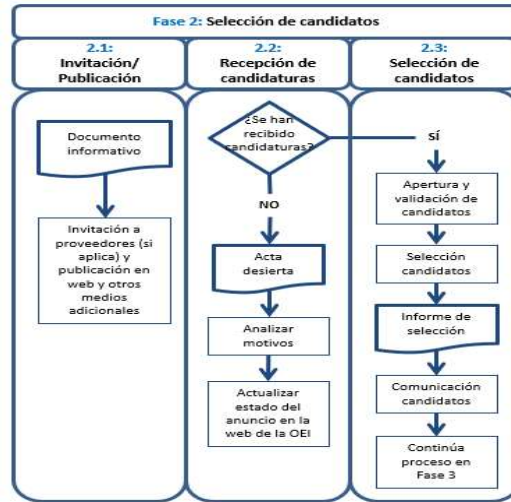 Fase 2: Selección de candidatos
2.1:
Invitación/
Publicación
2.2:
Recepción de
candidaturas
2.3:
Selección de
candidatos
Documento
informativo
Invitación a
proveedores (si
aplica) y
publicación en
web y otros
medios
adicionales
¿Se han
recibido
candidaturas?
NO
Acta
desierta
Analizar
motivos
Actualizar
estado del
anuncio en la
web de la OEI
SÍ
Apertura y
validación de
candidatos
Selección
candidatos
Informe de
selección
Comunicación
candidatos
Continúa
proceso en
Fase 3